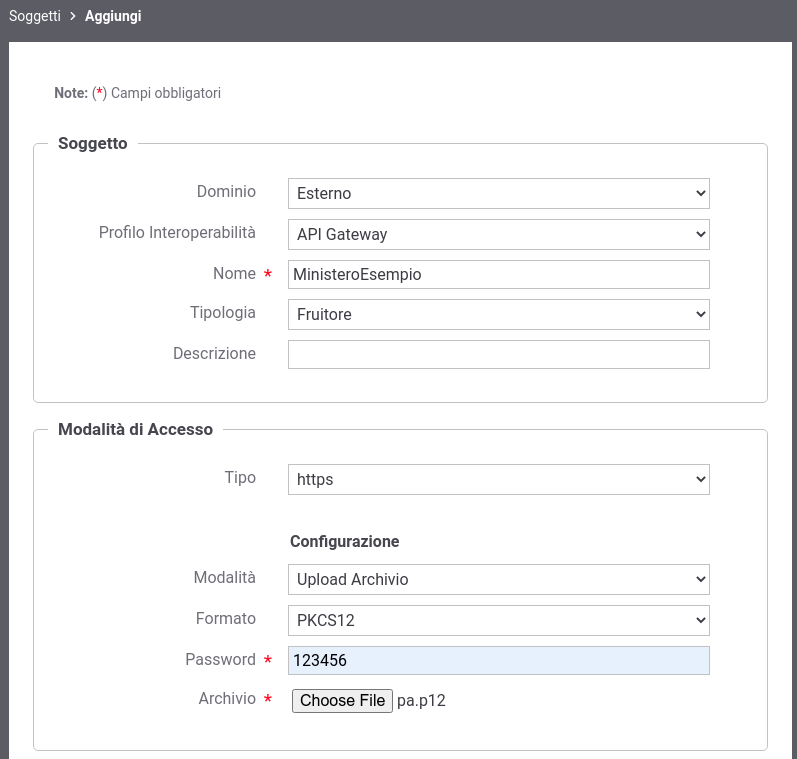 Soggetti > Aggiungi
Note: (*) Campi obbligatori
Soggetto
Dominio Esterno
Profilo Interoperabilità API Gateway
Nome * MinisteroEsempio
Tipologia Fruitore
Descrizione
Modalità di Accesso
Tipo https
Configurazione
Modalità Upload Archivio
Formato PKCS12
Password * 123456
Archivio * Choose File pa.p12